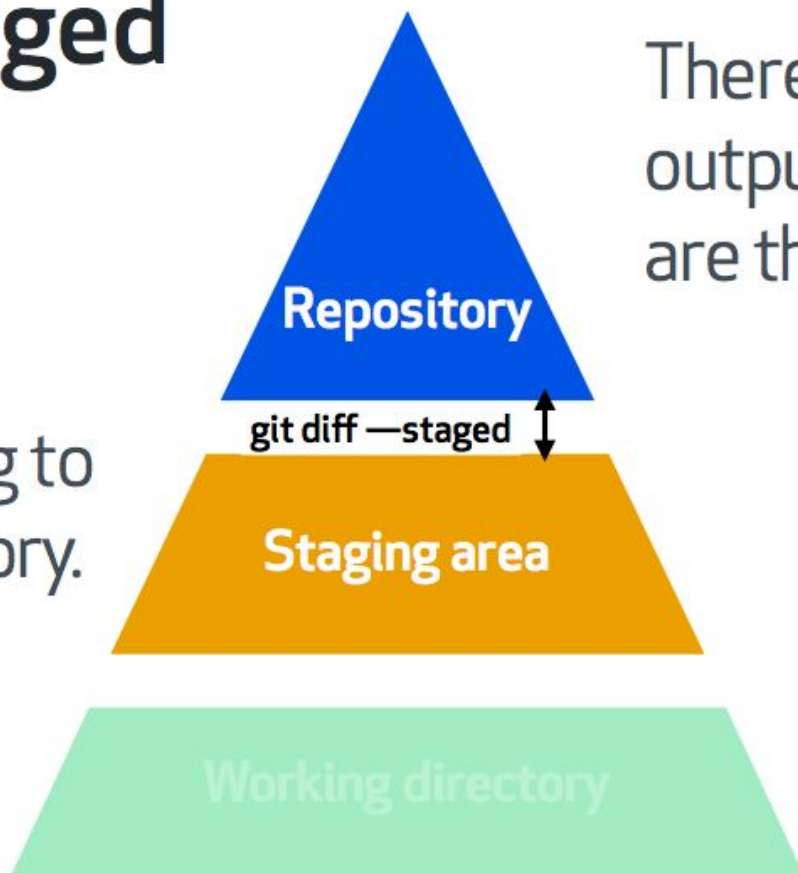 ged
There
outpu
are th
Repository
git diff —staged
g to
ory.
Staging area
Working directory